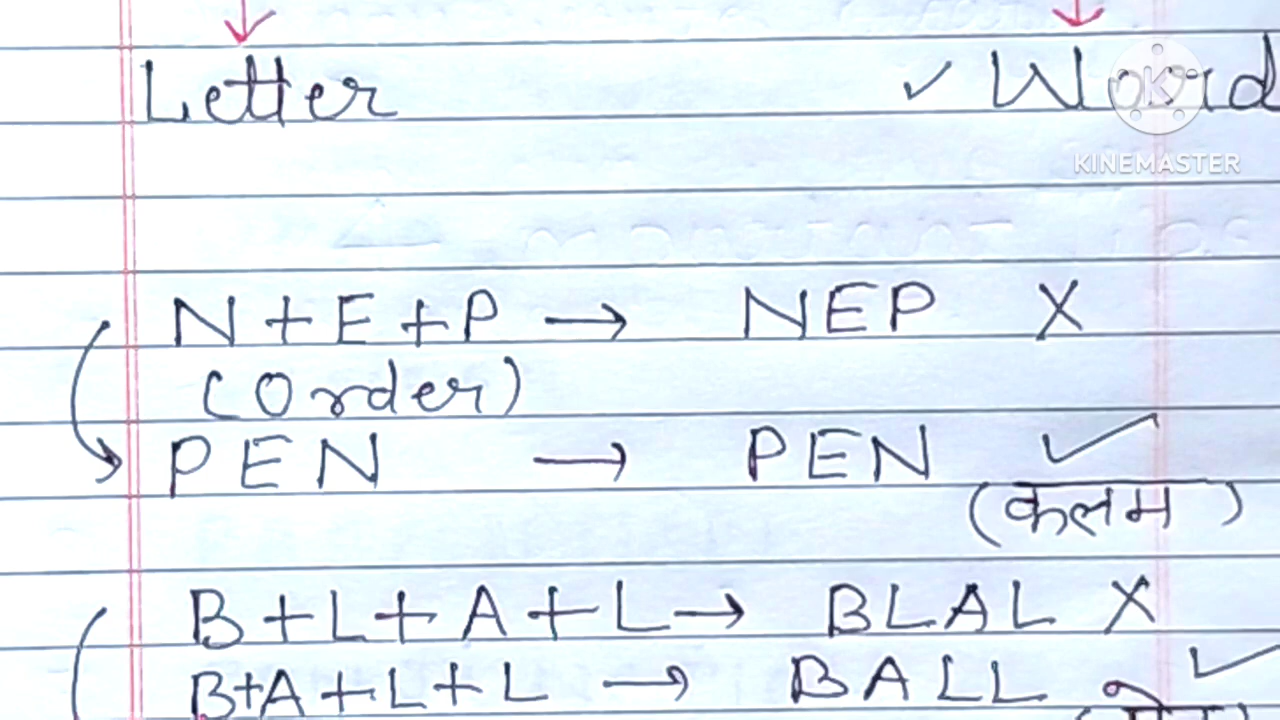 Letter ✓ Word
KINEMASTER
N+E+P → NEP X
(Order)
PEN → PEN ✓
(कलम)
B+L+A+L → BLAL X
B+A+L+L → BALL ✓